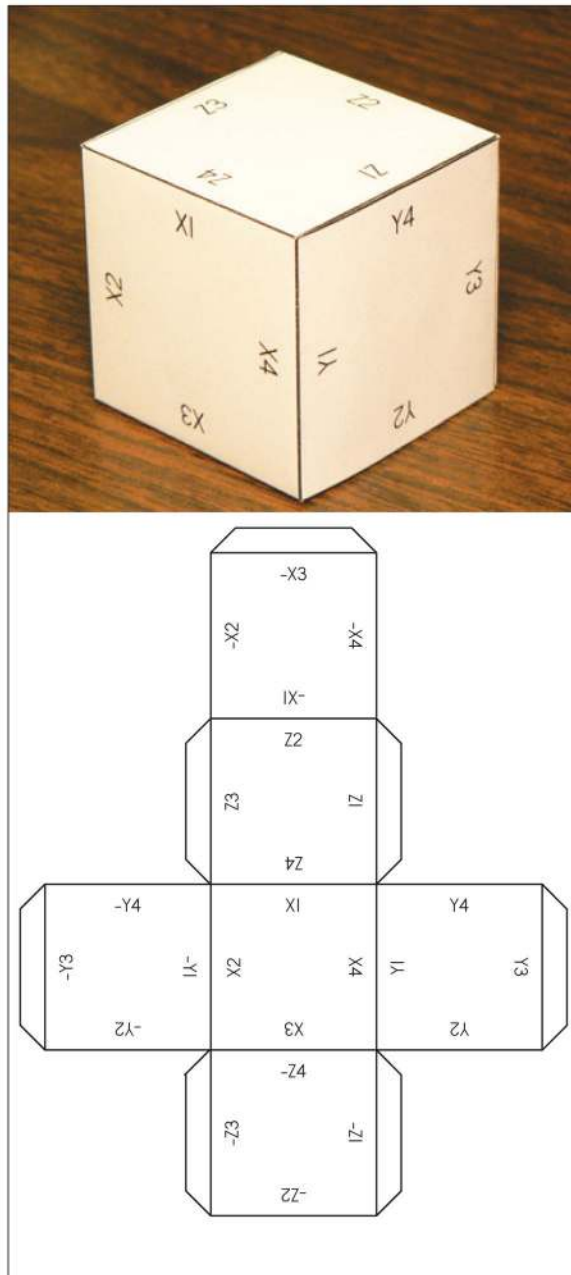 Z3 Z2
Z4 Z1
X1 Y4
X2 Y3
X4 Y1
X3 Y2
-X3
-X2 -X4
-X1
Z2
Z3 Z1
Z4
-Y4 X1 Y4
-Y3 -Y1 X2 X4 Y1 Y3
-Y2 X3 Y2
-Z4
-Z3 -Z1
-Z2